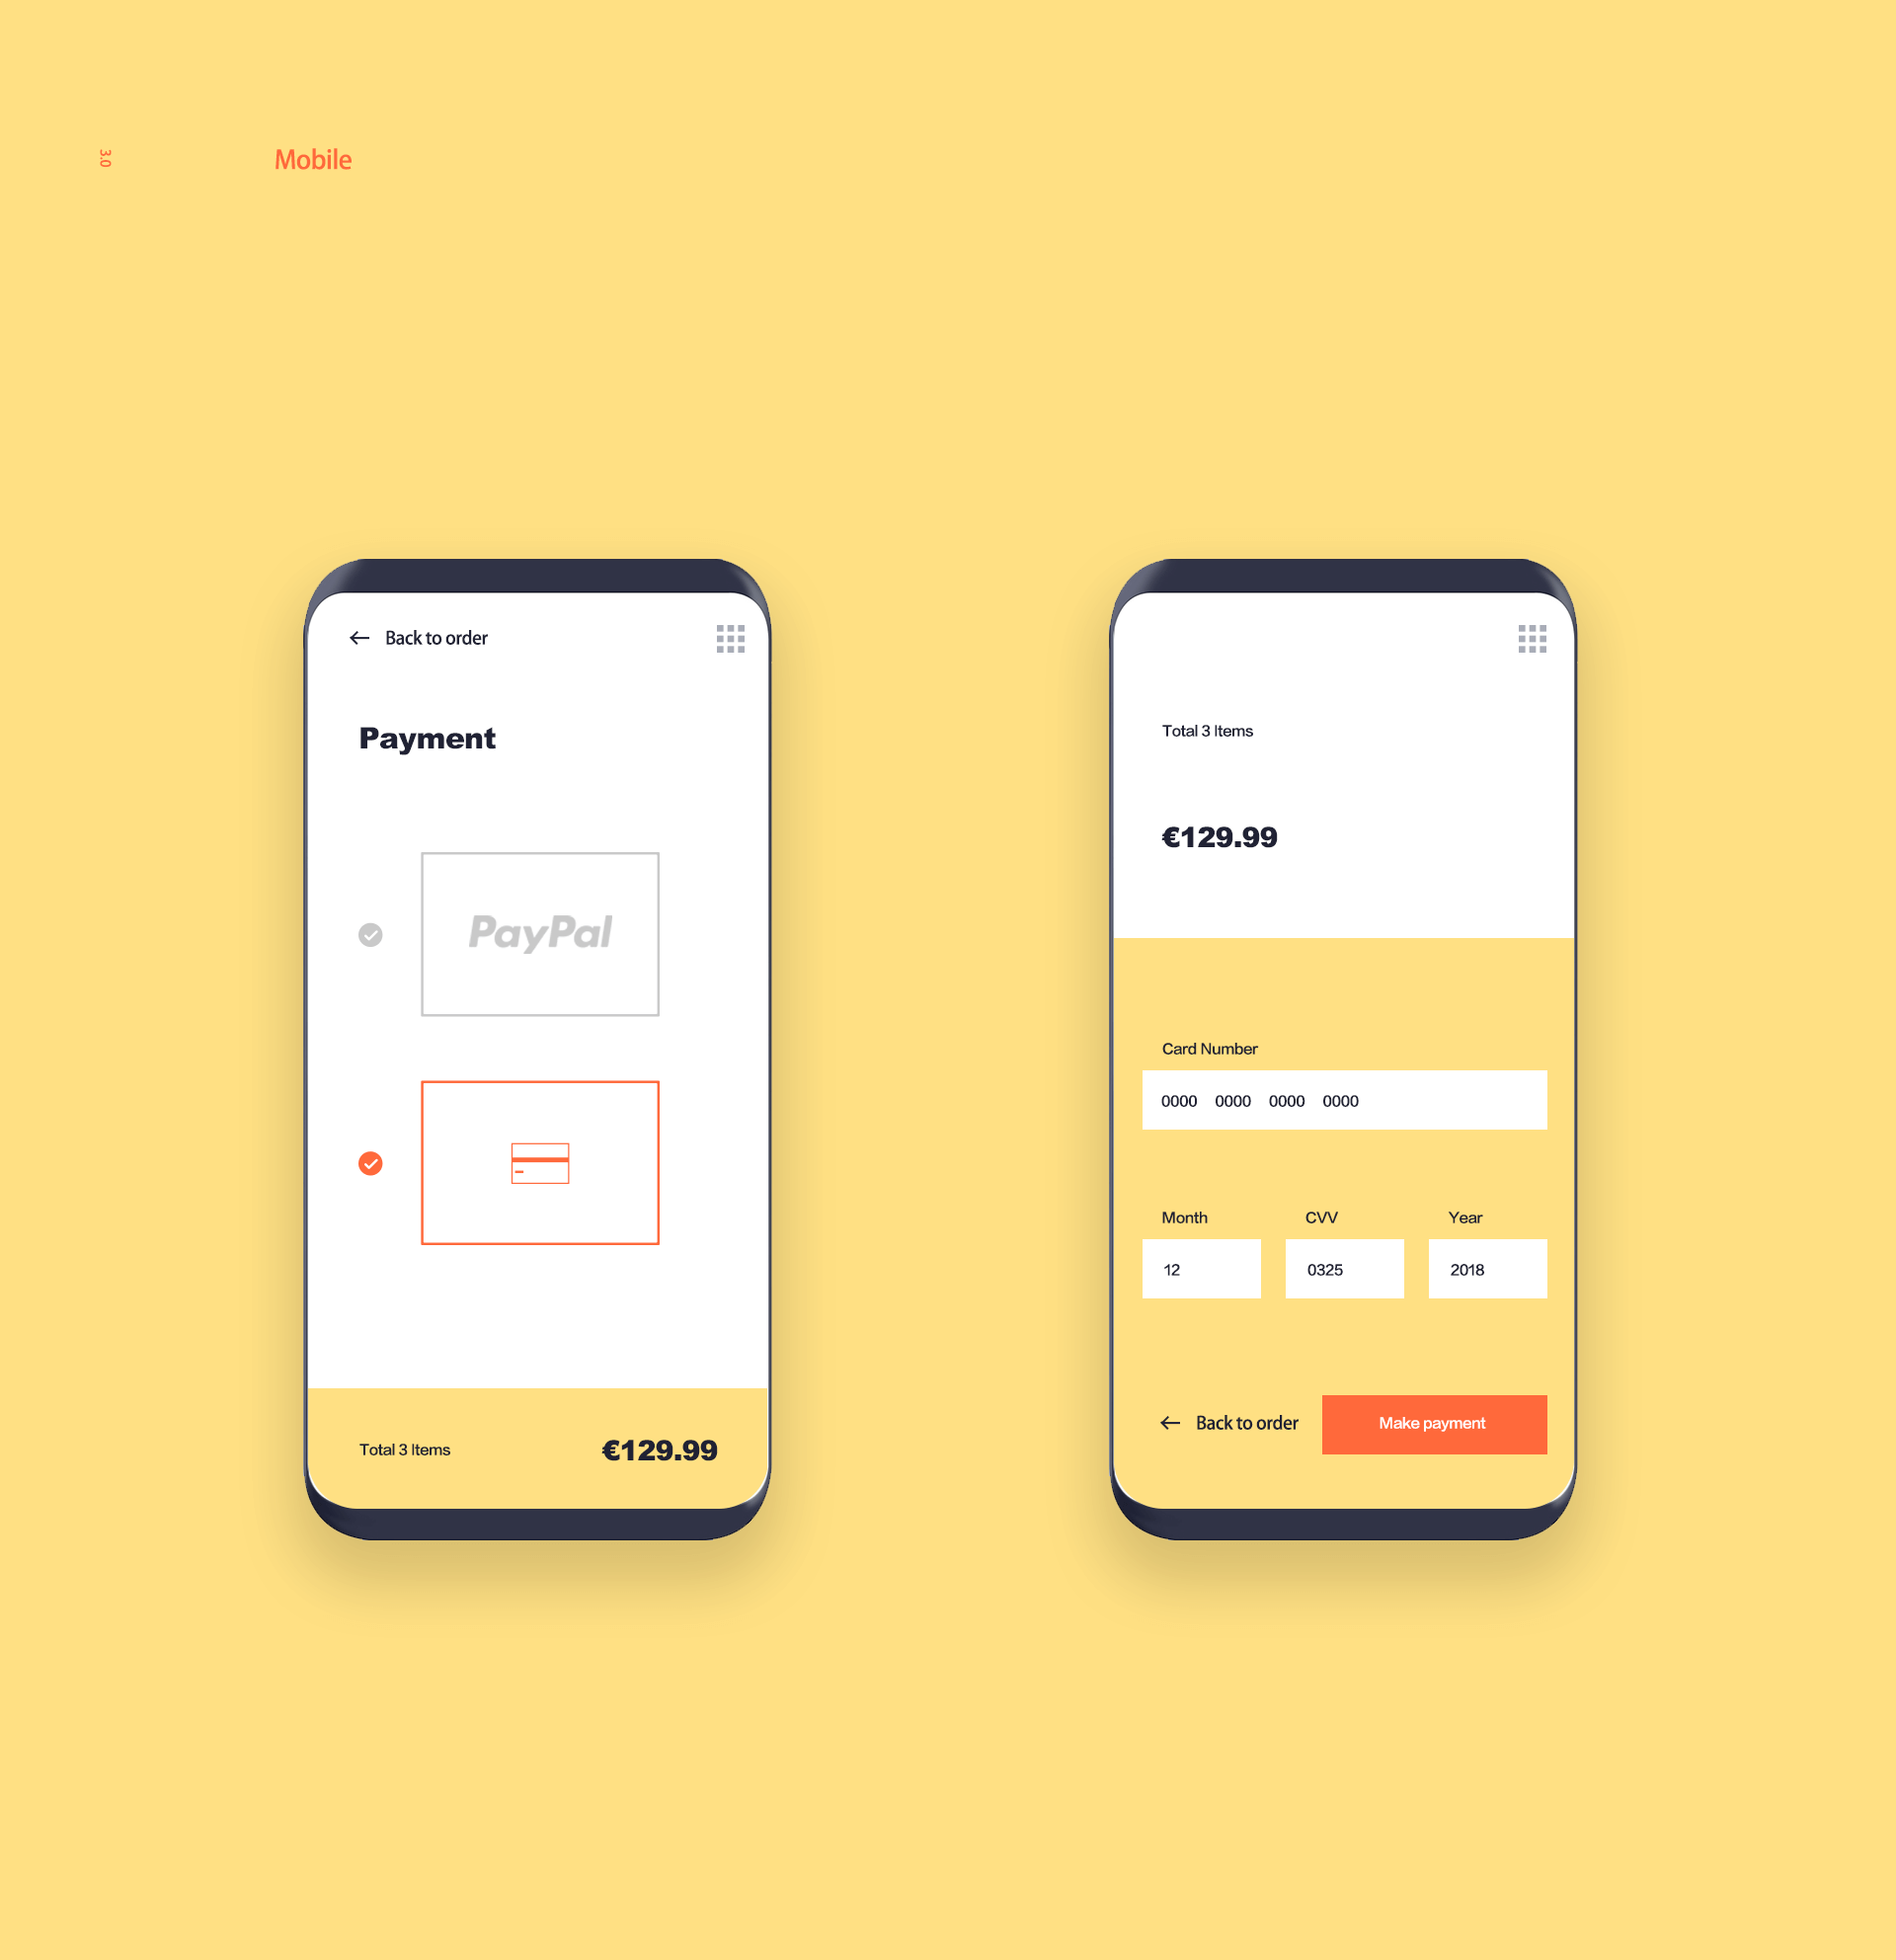 3.0
Mobile
Back to order
Payment
PayPal
Total 3 Items
€129.99
Total 3 Items
€129.99
Card Number
0000 0000 0000 0000
Month CVV Year
12 0325 2018
Back to order
Make payment